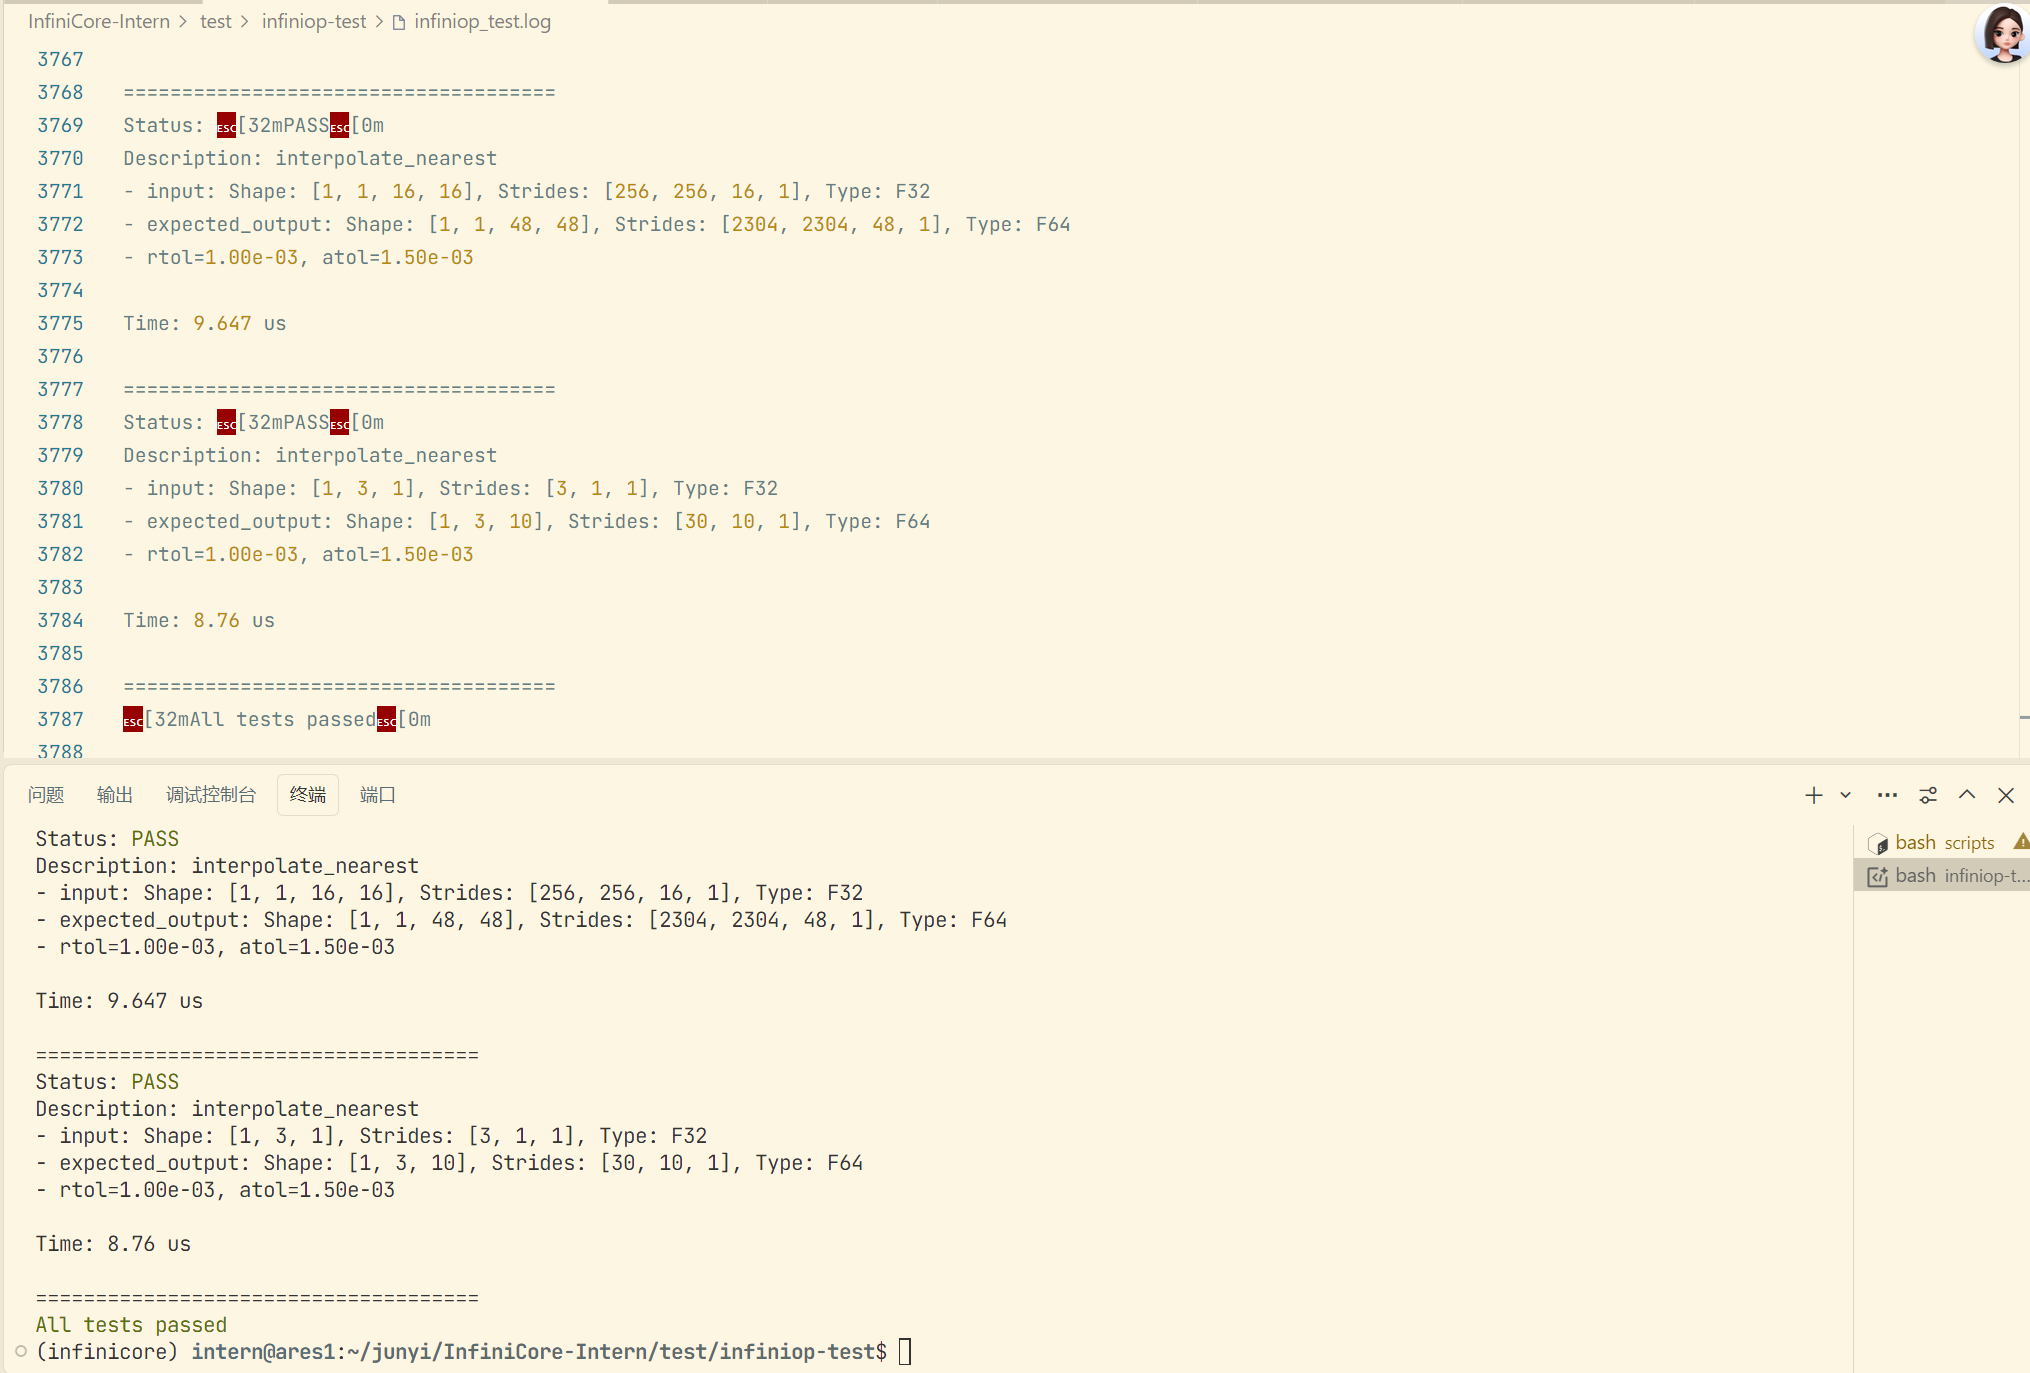 InfiniCore-Intern > test > infiniop-test > infiniop_test.log
3767
3768 =====================================
3769 Status: ESC[32mPASSESC[0m
3770 Description: interpolate_nearest
3771 - input: Shape: [1, 1, 16, 16], Strides: [256, 256, 16, 1], Type: F32
3772 - expected_output: Shape: [1, 1, 48, 48], Strides: [2304, 2304, 48, 1], Type: F64
3773 - rtol=1.00e-03, atol=1.50e-03
3774
3775 Time: 9.647 us
3776
3777 =====================================
3778 Status: ESC[32mPASSESC[0m
3779 Description: interpolate_nearest
3780 - input: Shape: [1, 3, 1], Strides: [3, 1, 1], Type: F32
3781 - expected_output: Shape: [1, 3, 10], Strides: [30, 10, 1], Type: F64
3782 - rtol=1.00e-03, atol=1.50e-03
3783
3784 Time: 8.76 us
3785
3786 =====================================
3787 ESC[32mAll tests passedESC[0m
3788
问题 输出 调试控制台 终端 端口
Status: PASS
Description: interpolate_nearest
- input: Shape: [1, 1, 16, 16], Strides: [256, 256, 16, 1], Type: F32
- expected_output: Shape: [1, 1, 48, 48], Strides: [2304, 2304, 48, 1], Type: F64
- rtol=1.00e-03, atol=1.50e-03
Time: 9.647 us
=====================================
Status: PASS
Description: interpolate_nearest
- input: Shape: [1, 3, 1], Strides: [3, 1, 1], Type: F32
- expected_output: Shape: [1, 3, 10], Strides: [30, 10, 1], Type: F64
- rtol=1.00e-03, atol=1.50e-03
Time: 8.76 us
=====================================
All tests passed
(infinicore) intern@ares1:~/junyi/InfiniCore-Intern/test/infiniop-test$
bash scripts
bash infiniop-t...